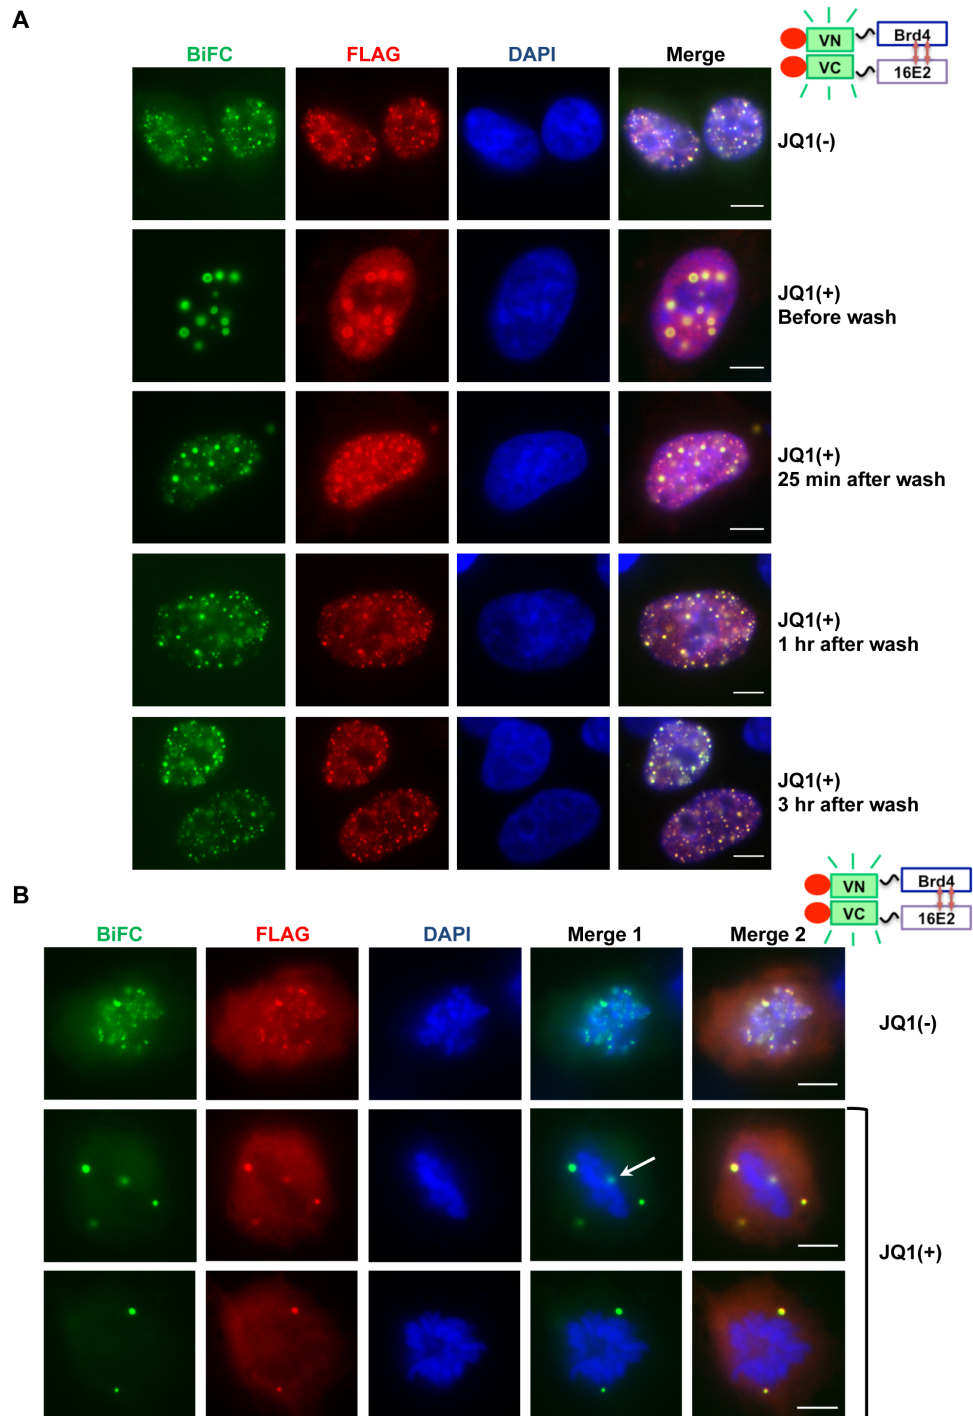 A
BiFC FLAG DAPI Merge
VN Brd4
VC 16E2
JQ1(-)
JQ1(+)
Before wash
JQ1(+)
25 min after wash
JQ1(+)
1 hr after wash
JQ1(+)
3 hr after wash
B
VN Brd4
VC 16E2
BiFC FLAG DAPI Merge 1 Merge 2
JQ1(-)
JQ1(+)